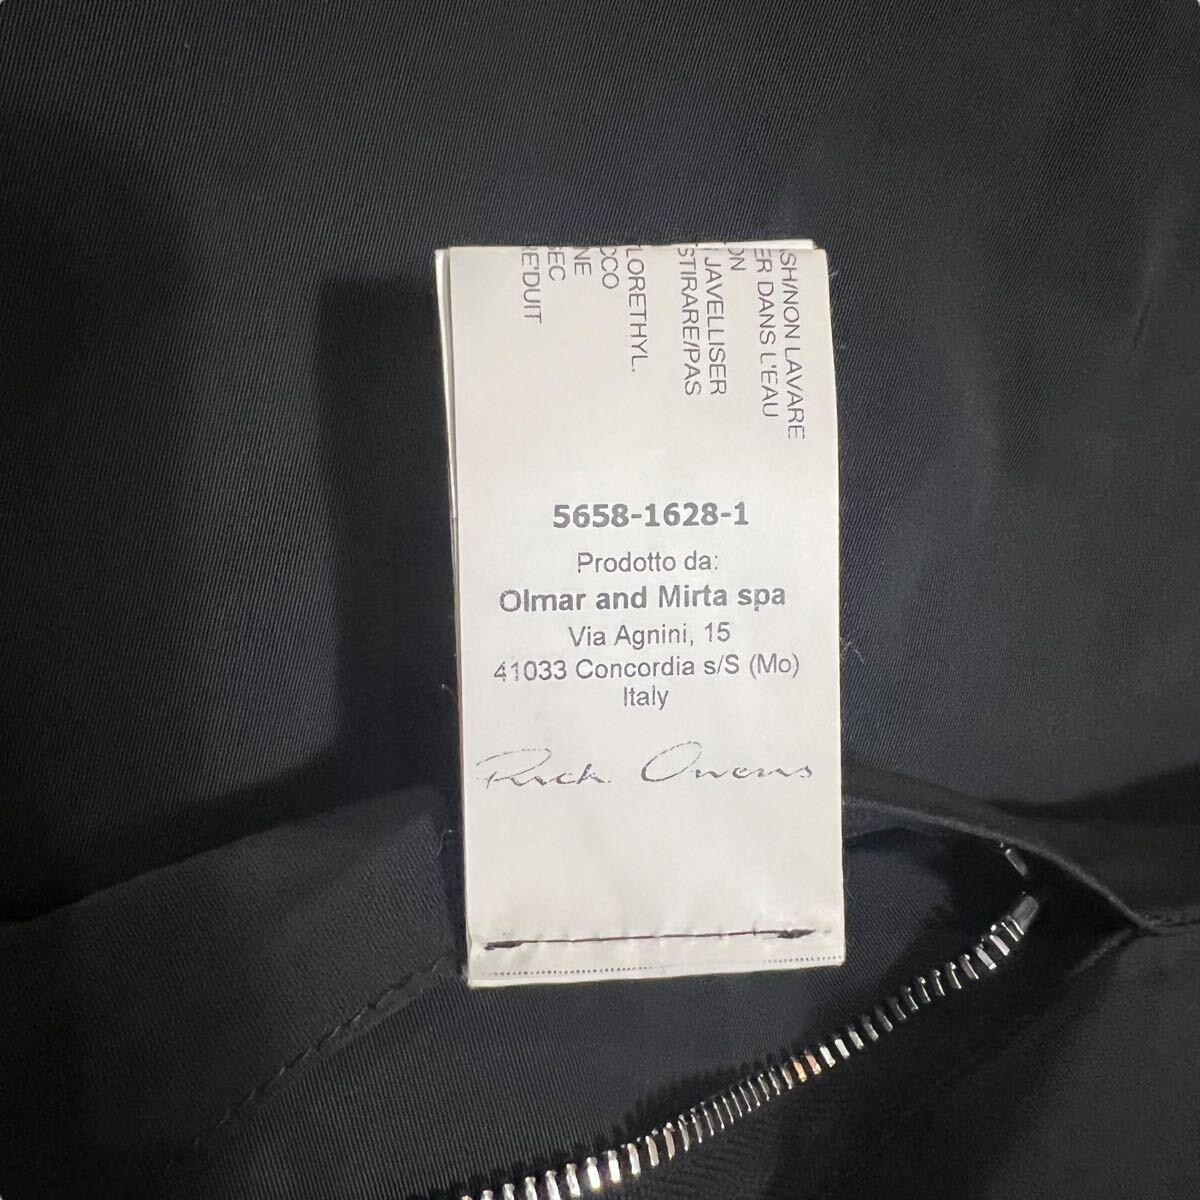 SH/NON LAVARE
ER DANS L'EAU
ON
JAVELLISER
STIRARE/PAS
LORETHYL.
CCO
NE
SEC
RE'DUIT
5658-1628-1
Prodotto da:
Olmar and Mirta spa
Via Agnini, 15
41033 Concordia s/S (Mo)
Italy
Rick Owens